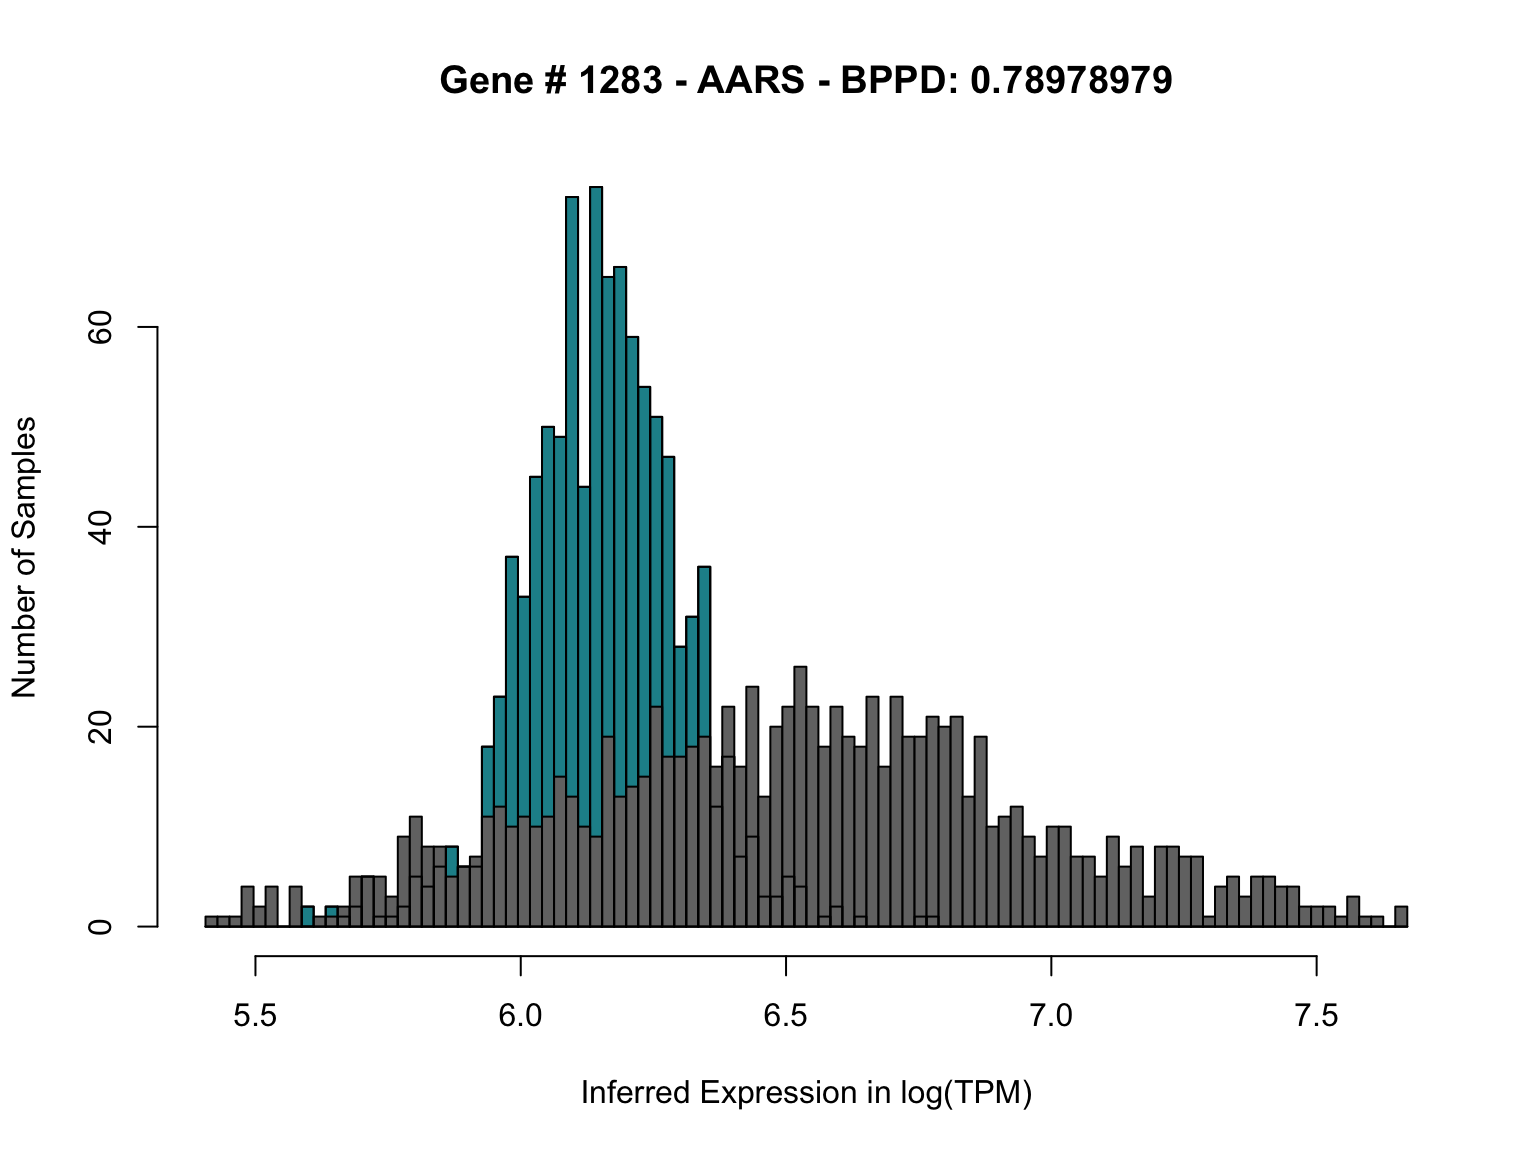 Gene # 1283 - AARS - BPPD: 0.78978979
60
40
20
0
Number of Samples
5.5 6.0 6.5 7.0 7.5
Inferred Expression in log(TPM)